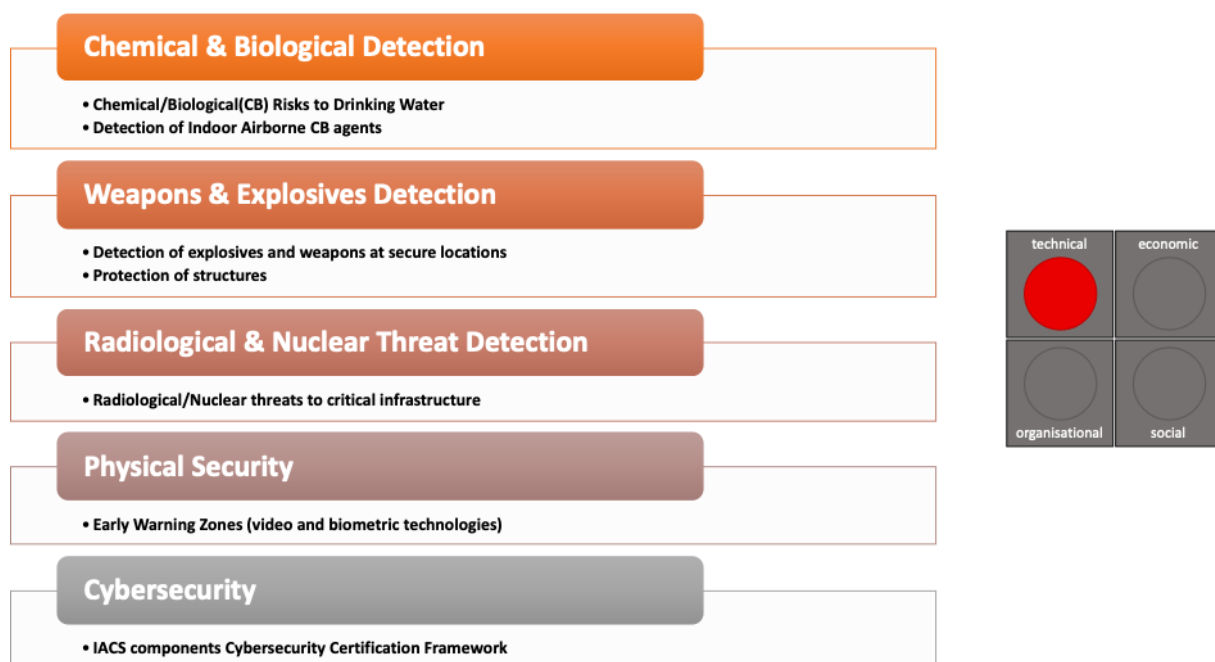 Chemical & Biological Detection
• Chemical/Biological(CB) Risks to Drinking Water
• Detection of Indoor Airborne CB agents
Weapons & Explosives Detection
• Detection of explosives and weapons at secure locations
• Protection of structures
Radiological & Nuclear Threat Detection
• Radiological/Nuclear threats to critical infrastructure
Physical Security
• Early Warning Zones (video and biometric technologies)
Cybersecurity
• IACS components Cybersecurity Certification Framework
technical
economic
organisational
social